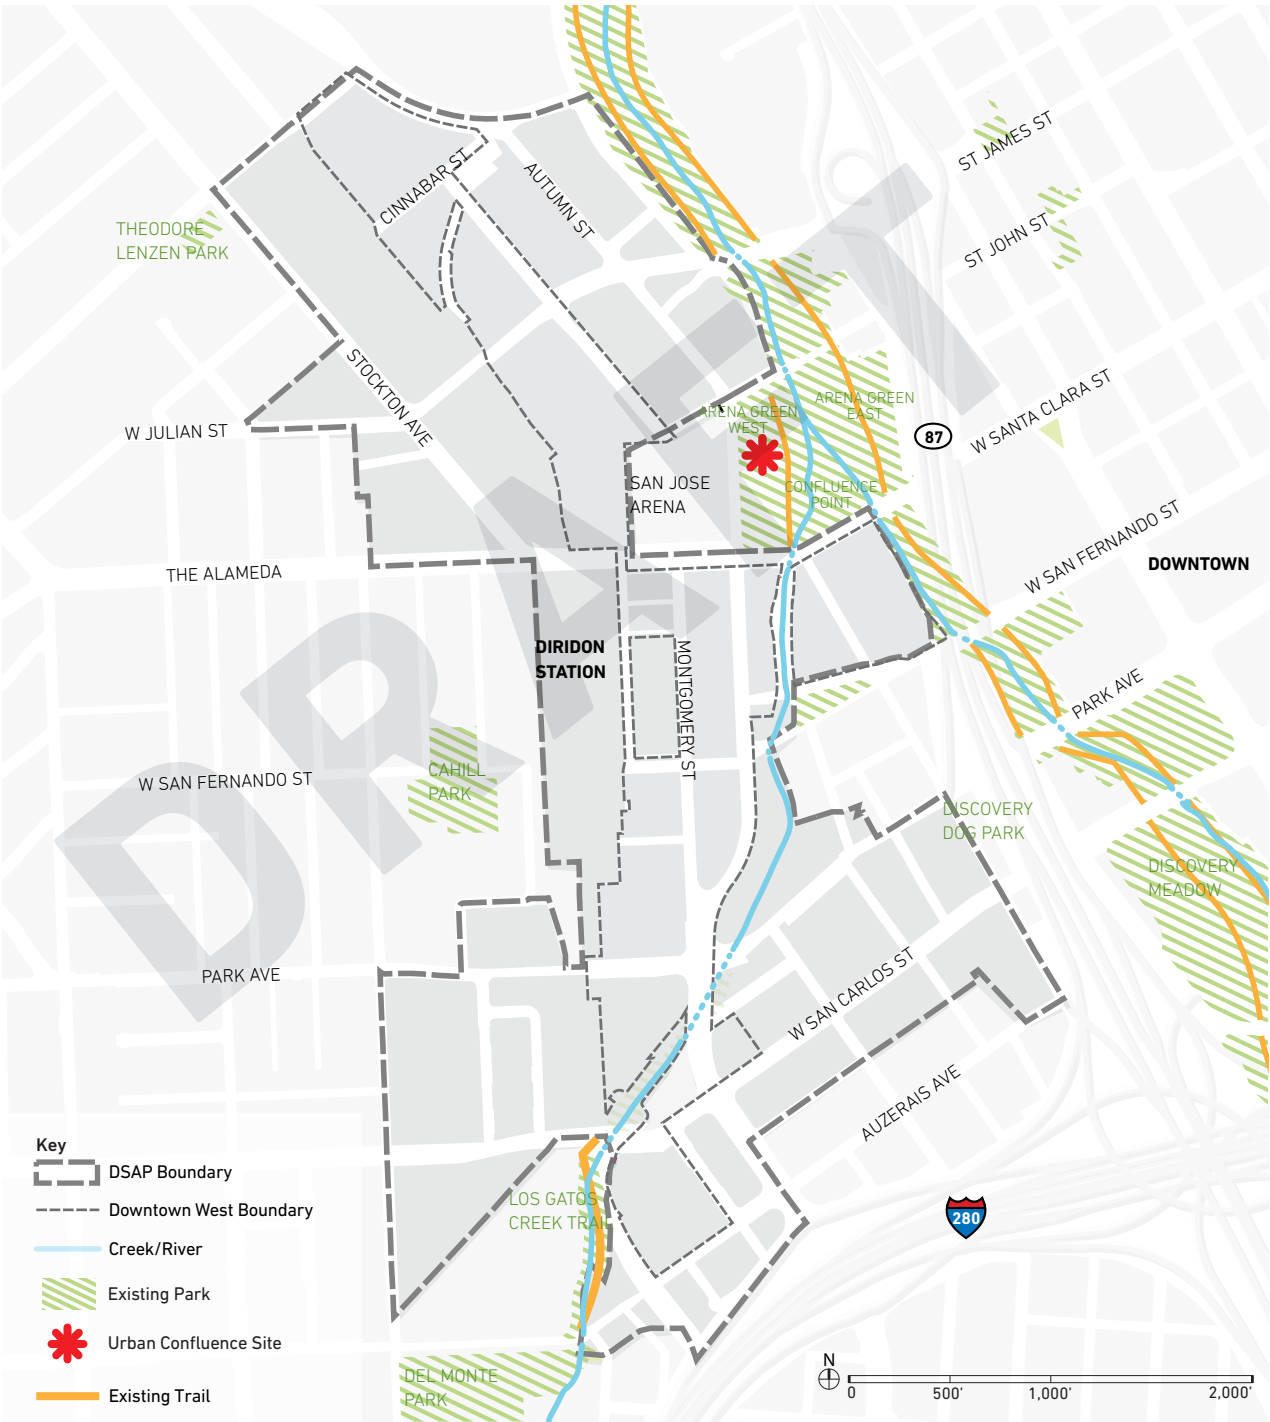 ST JAMES ST
CINNABAR ST
AUTUMN ST
ST JOHN ST
THEODORE
LENZEN PARK
STOCKTON AVE
W JULIAN ST
ARENA GREEN
WEST
ARENA GREEN
EAST
87
W SANTA CLARA ST
SAN JOSE
ARENA
CONFLUENCE
POINT
W SAN FERNANDO ST
DOWNTOWN
THE ALAMEDA
DIRIDON
STATION
MONTGOMERY ST
PARK AVE
W SAN FERNANDO ST
CAHILL
PARK
DISCOVERY
DOG PARK
DISCOVERY
MEADOW
PARK AVE
W SAN CARLOS ST
AUZERAIS AVE
LOS GATOS
CREEK TRAIL
280
DEL MONTE
PARK
DRAFT
Key
DSAP Boundary
Downtown West Boundary
Creek/River
Existing Park
Urban Confluence Site
Existing Trail
N
0 500' 1,000' 2,000'